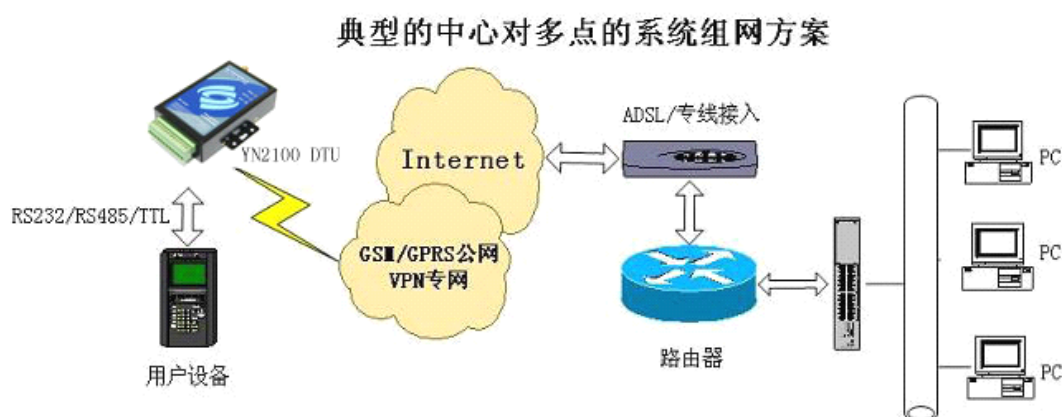 典型的中心对多点的系统组网方案
YN2100 DTU
ADSL/专线接入
Internet
PC
RS232/RS485/TTL
GSM/GPRS公网
VPN专网
PC
用户设备
路由器
PC